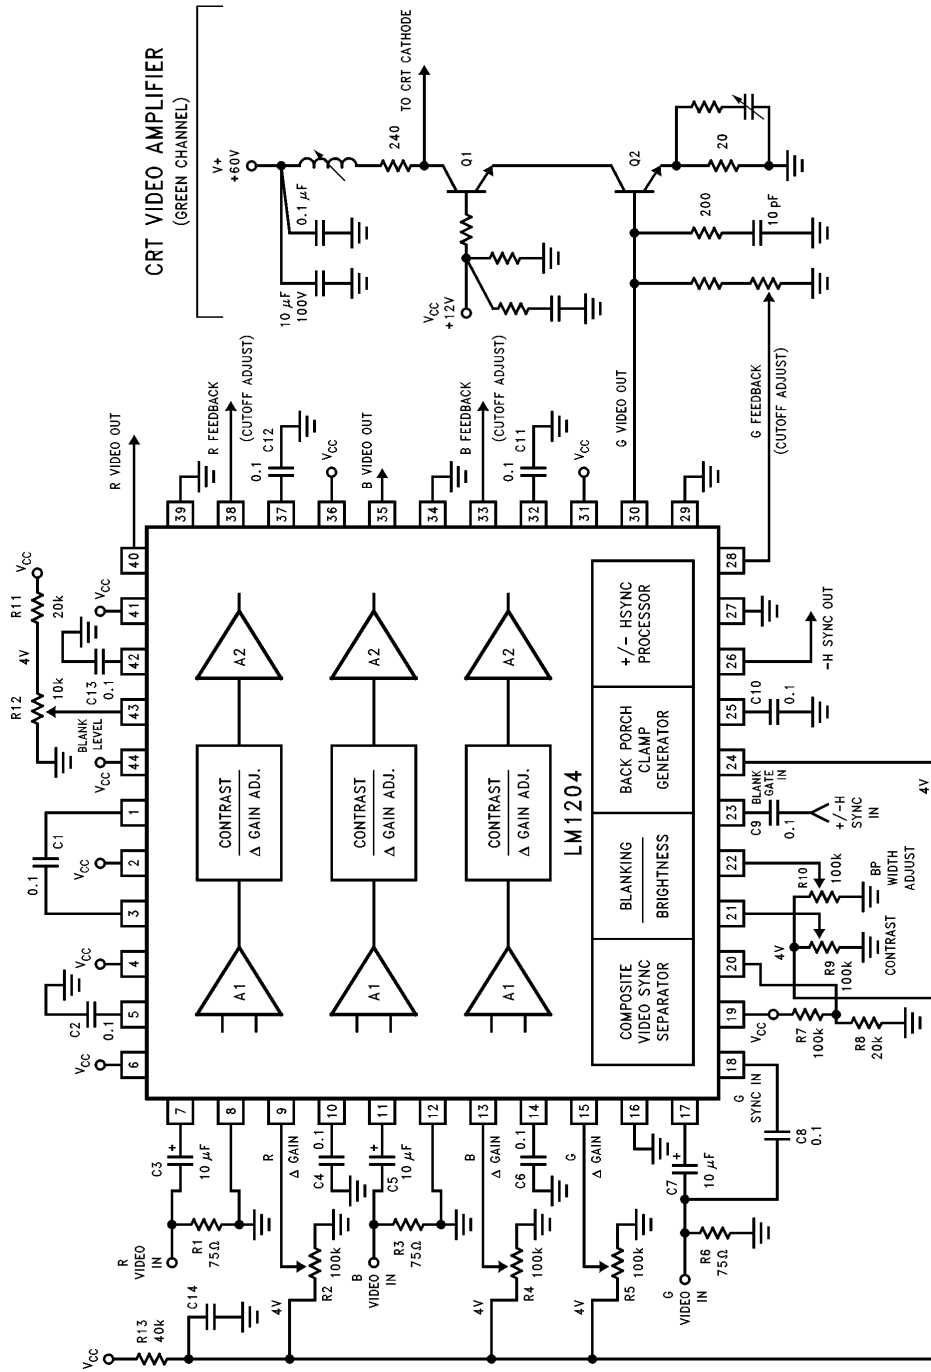 CRT VIDEO AMPLIFIER
(GREEN CHANNEL)
V+
+60V
10 μF
100V
0.1 μF
240
TO CRT CATHODE
VCC
+12V
Q1
Q2
20
200
10 pF
R VIDEO OUT
R FEEDBACK
(CUTOFF ADJUST)
0.1
C12
VCC
B VIDEO OUT
B FEEDBACK
(CUTOFF ADJUST)
0.1
C11
VCC
G VIDEO OUT
G FEEDBACK
(CUTOFF ADJUST)
39
38
37
36
35
34
33
32
31
30
29
VCC
R11
20k
4V
R12
10k
BLANK
LEVEL
VCC
C13
0.1
VCC
0.1
C1
VCC
VCC
C2
0.1
VCC
40
41
42
43
44
1
2
3
4
5
6
A2
A2
A2
CONTRAST
Δ GAIN ADJ.
CONTRAST
Δ GAIN ADJ.
CONTRAST
Δ GAIN ADJ.
A1
A1
A1
LM1204
COMPOSITE
VIDEO SYNC
SEPARATOR
BLANKING
BRIGHTNESS
BACK PORCH
CLAMP
GENERATOR
+/− HSYNC
PROCESSOR
28
27
26
25
24
23
22
21
20
19
18
−H SYNC OUT
C10
0.1
4V
BLANK
GATE
IN
C9
0.1
+/−H
SYNC
IN
R10
100k
BP
WIDTH
ADJUST
4V
R9
100k
CONTRAST
VCC
R7
100k
R8
20k
G
SYNC IN
C8
0.1
7
8
9
10
11
12
13
14
15
16
17
C3
+
10 μF
R
Δ GAIN
C4
0.1
C5
+
10 μF
B
Δ GAIN
C6
0.1
G
Δ GAIN
C7
+
10 μF
R
VIDEO
IN
R1
75Ω
4V
R2
100k
B
VIDEO
IN
R3
75Ω
4V
R4
100k
4V
R5
100k
G
VIDEO
IN
R6
75Ω
VCC
R13
40k
C14